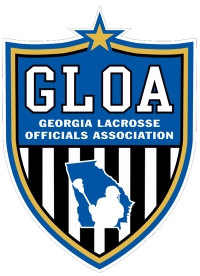 GLOA
GEORGIA LACROSSE
OFFICIALS ASSOCIATION